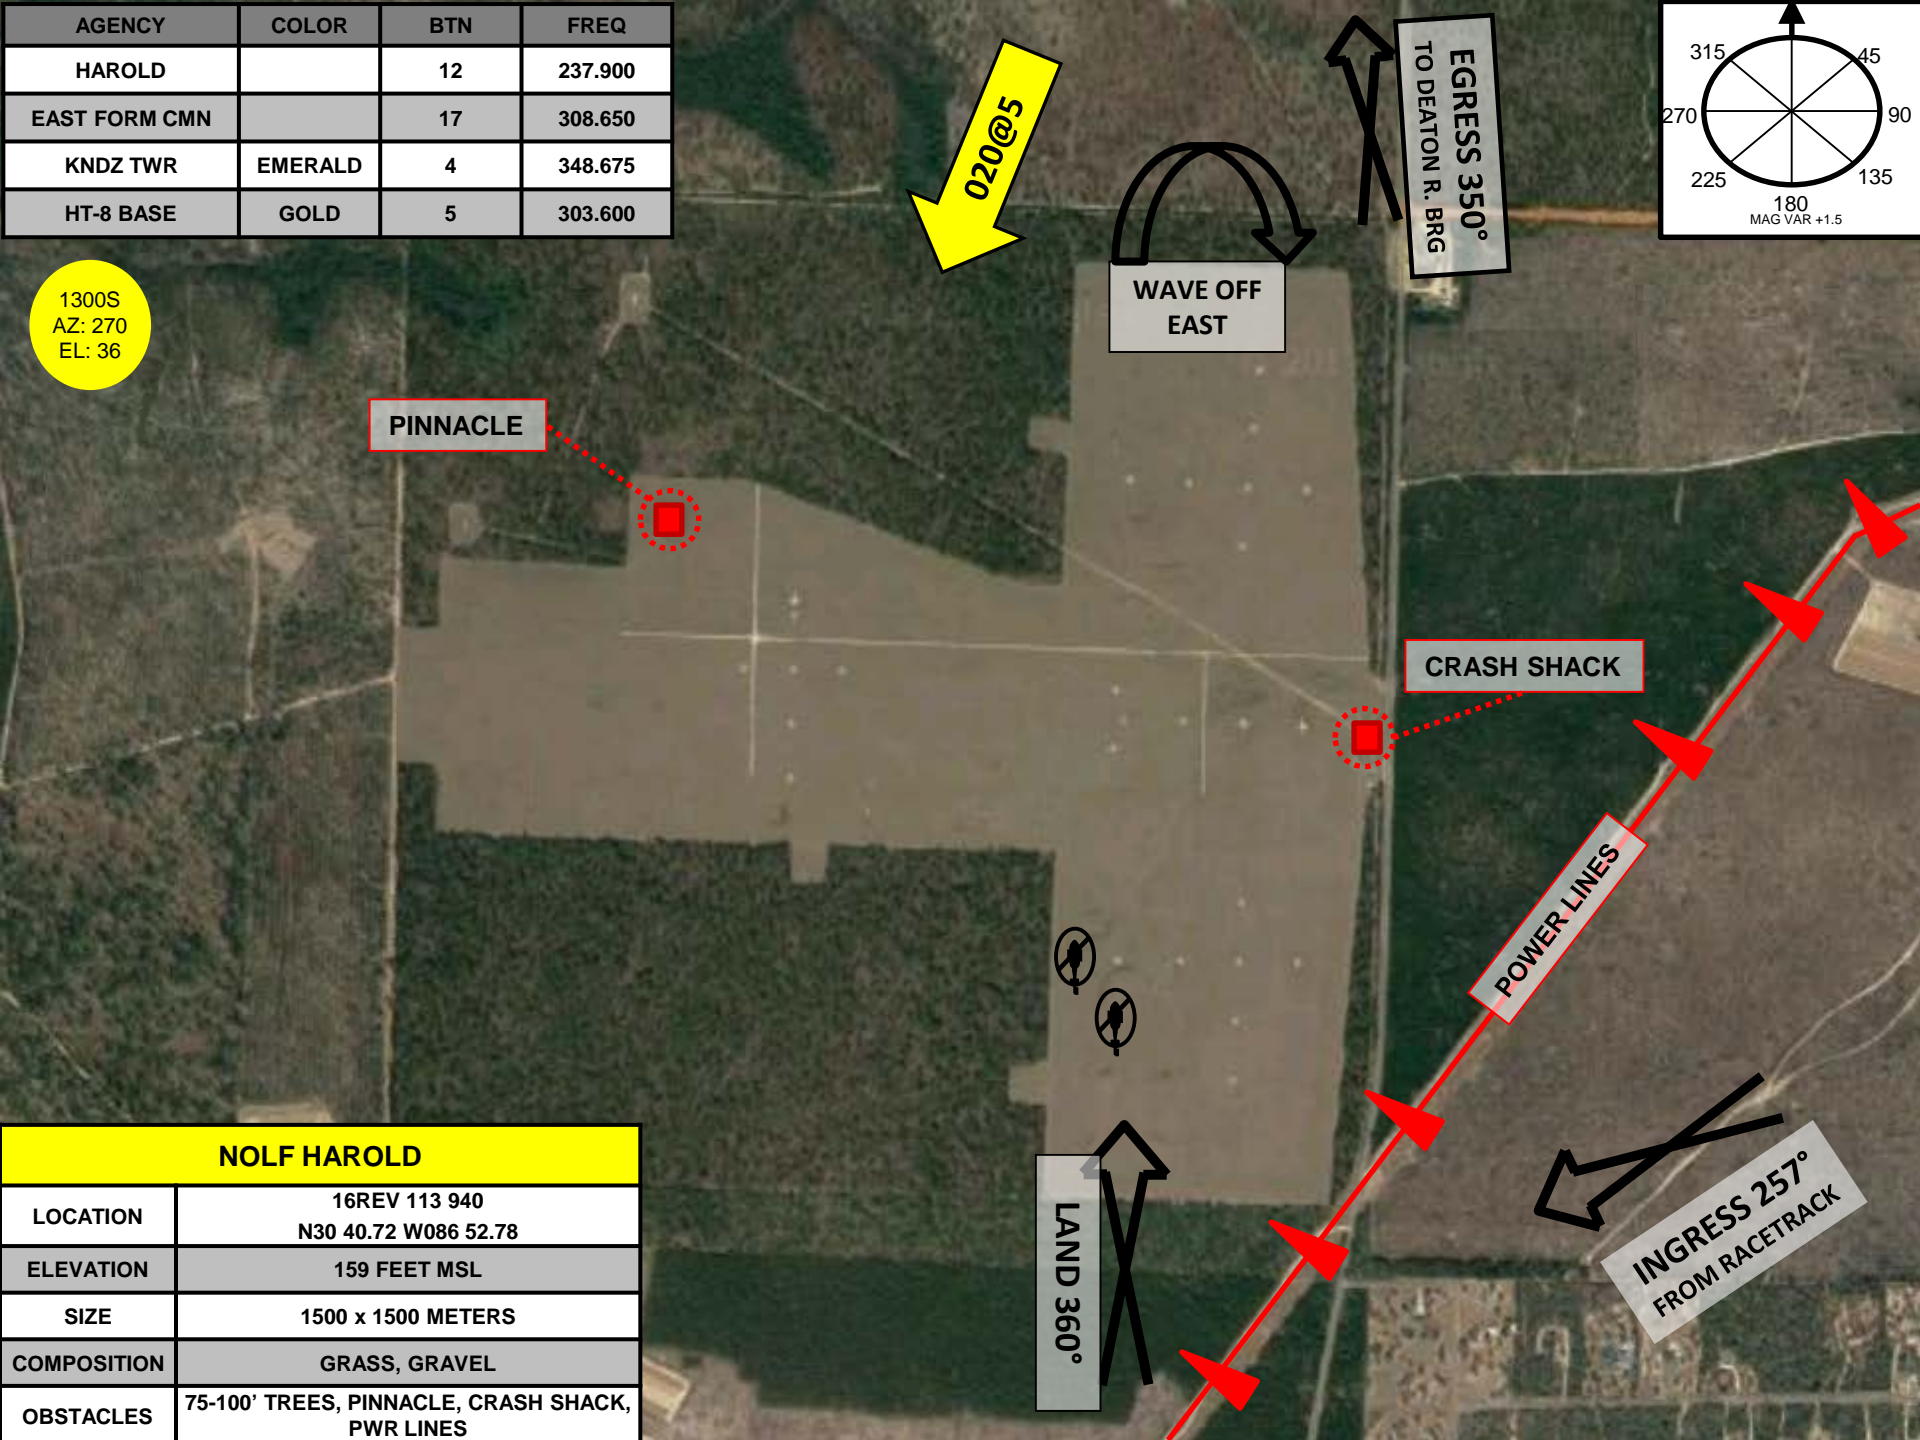 AGENCY COLOR BTN FREQ
HAROLD 12 237.900
EAST FORM CMN 17 308.650
KNDZ TWR EMERALD 4 348.675
HT-8 BASE GOLD 5 303.600
1300S
AZ: 270
EL: 36
020@5
WAVE OFF
EAST
EGRESS 350°
TO DEATON R. BRG
315
45
270
90
225
135
180
MAG VAR +1.5
PINNACLE
CRASH SHACK
POWER LINES
LAND 360°
INGRESS 257°
FROM RACETRACK
NOLF HAROLD
LOCATION
16REV 113 940
N30 40.72 W086 52.78
ELEVATION 159 FEET MSL
SIZE 1500 x 1500 METERS
COMPOSITION GRASS, GRAVEL
OBSTACLES
75-100’ TREES, PINNACLE, CRASH SHACK,
PWR LINES